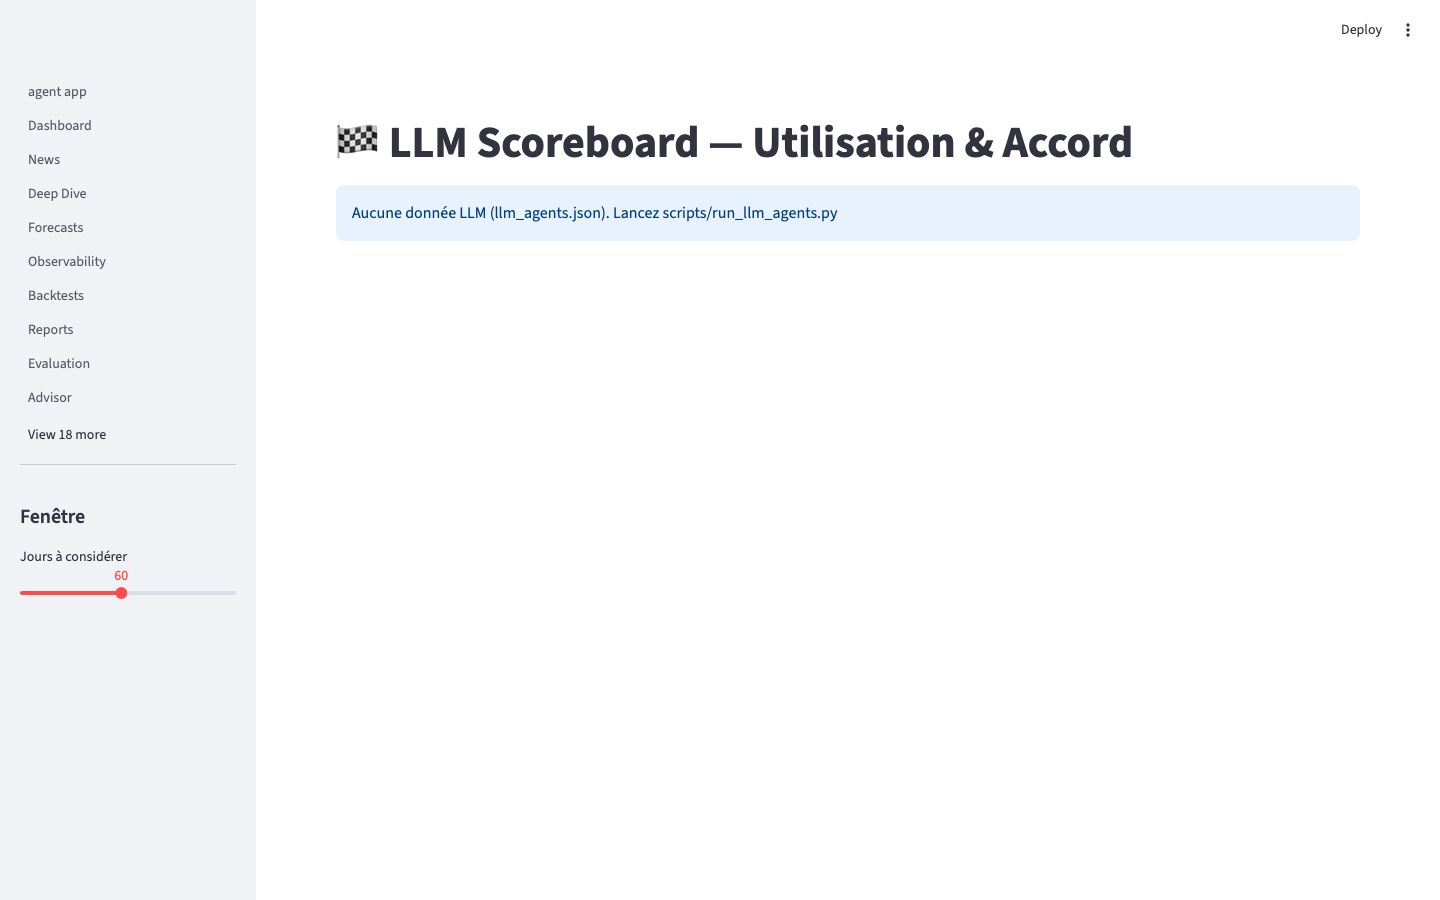 Deploy
agent app
Dashboard
News
Deep Dive
Forecasts
Observability
Backtests
Reports
Evaluation
Advisor
View 18 more
Fenêtre
Jours à considérer
60
🏁 LLM Scoreboard — Utilisation & Accord
Aucune donnée LLM (llm_agents.json). Lancez scripts/run_llm_agents.py